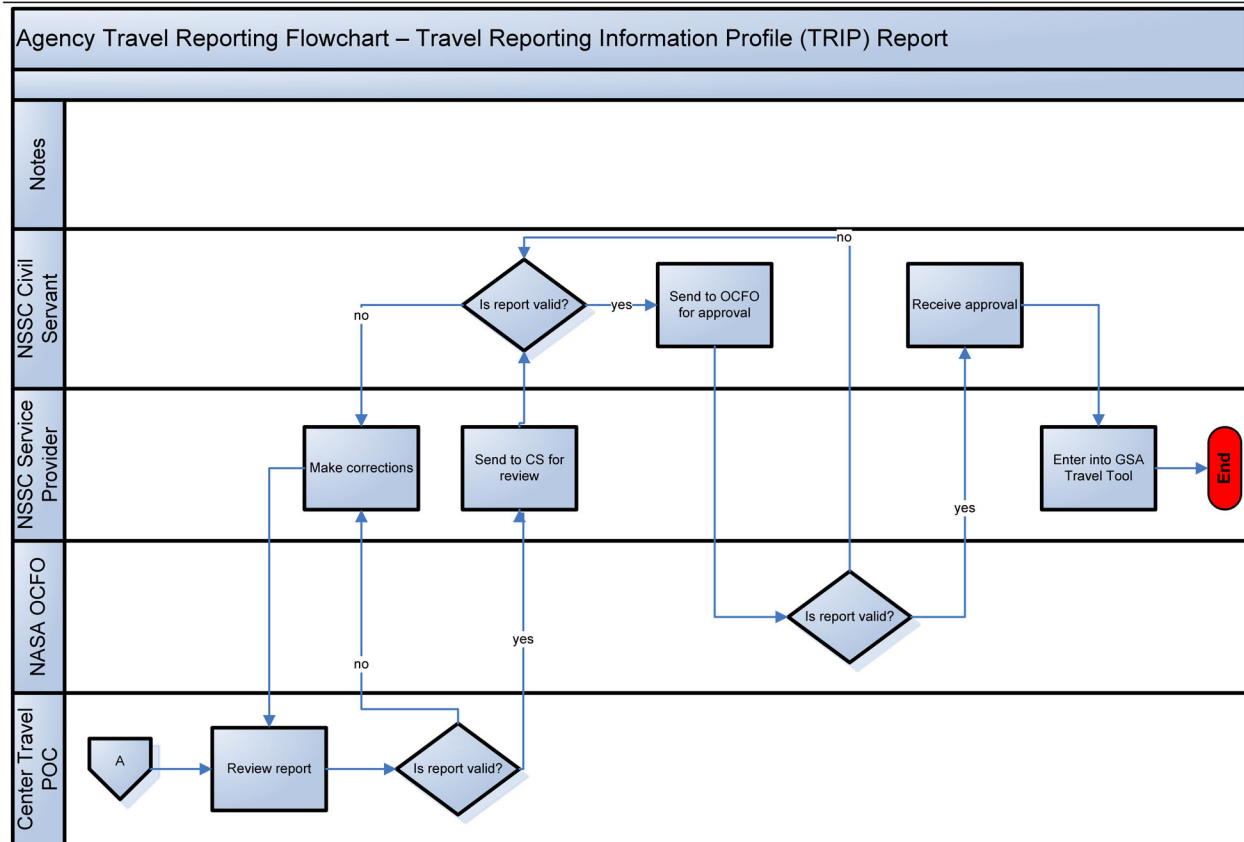 Agency Travel Reporting Flowchart – Travel Reporting Information Profile (TRIP) Report
Notes
NSSC Civil
Servant
no
Is report valid?
yes
Send to OCFO
for approval
no
Receive approval
NSSC Service
Provider
Make corrections
Send to CS for
review
yes
Enter into GSA
Travel Tool
End
NASA OCFO
no
yes
Is report valid?
Center Travel
POC
A
Review report
Is report valid?